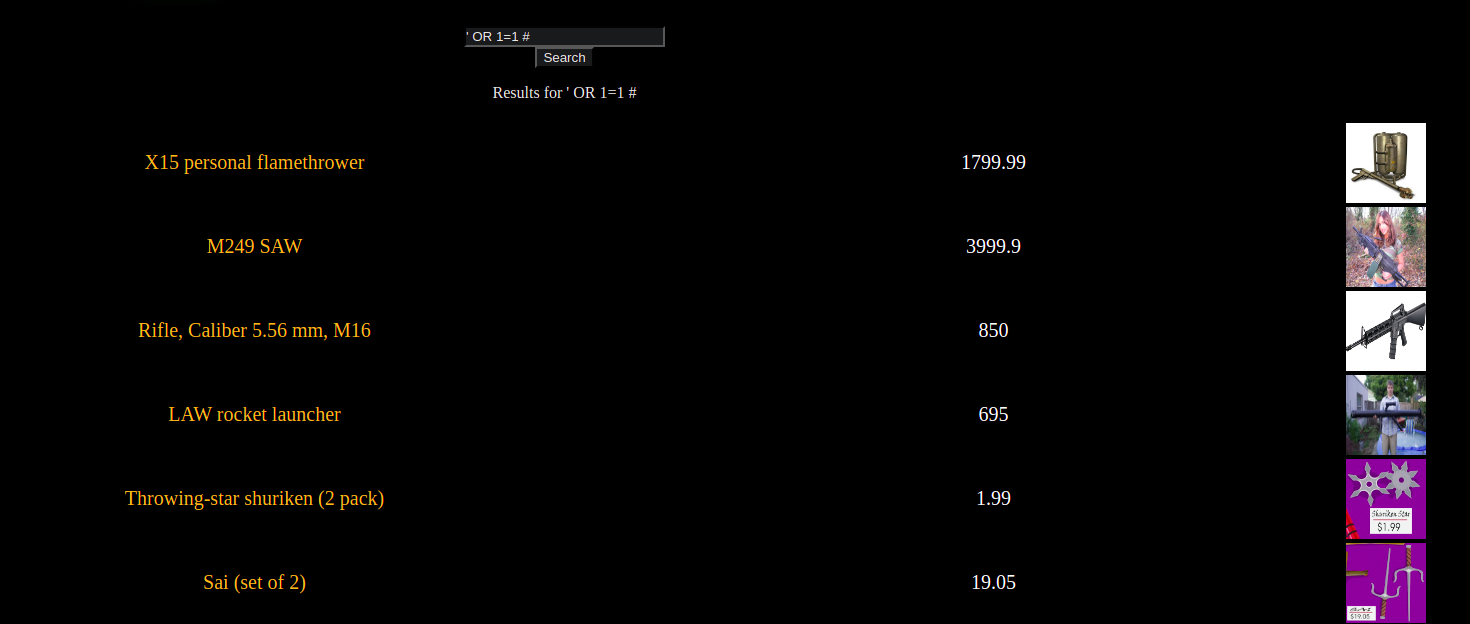 ' OR 1=1 #
Search
Results for ' OR 1=1 #
X15 personal flamethrower 1799.99
M249 SAW 3999.9
Rifle, Caliber 5.56 mm, M16 850
LAW rocket launcher 695
Throwing-star shuriken (2 pack) 1.99
Shuriken Star
$1.99
Sai (set of 2) 19.05
$19.05